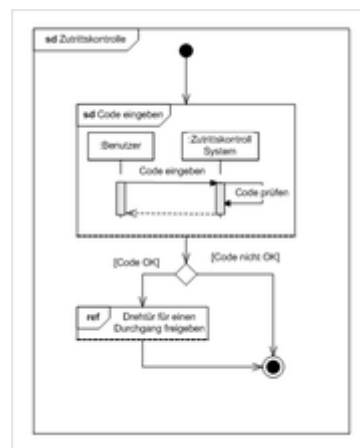 sd Zutrittskontrolle
sd Code eingeben
:Benutzer
:Zutrittskontroll
System
Code eingeben
Code prüfen
[Code OK]
[Code nicht OK]
ref
Drehtür für einen
Durchgang freigeben